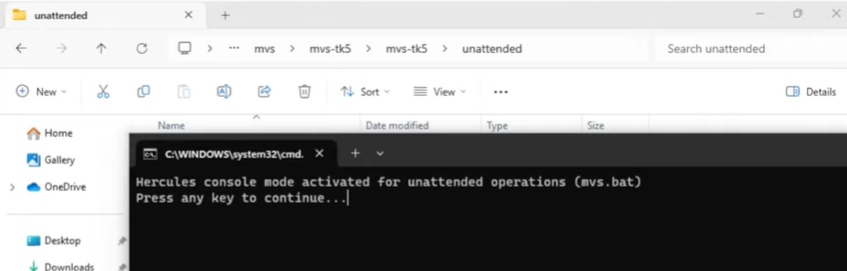 unattended
... mvs > mvs-tk5 > mvs-tk5 > unattended
Search unattended
New Sort View ... Details
Home
Gallery
OneDrive
Desktop
Downloads
Name Date modified Type Size
C:\WINDOWS\system32\cmd.
Hercules console mode activated for unattended operations (mvs.bat)
Press any key to continue...